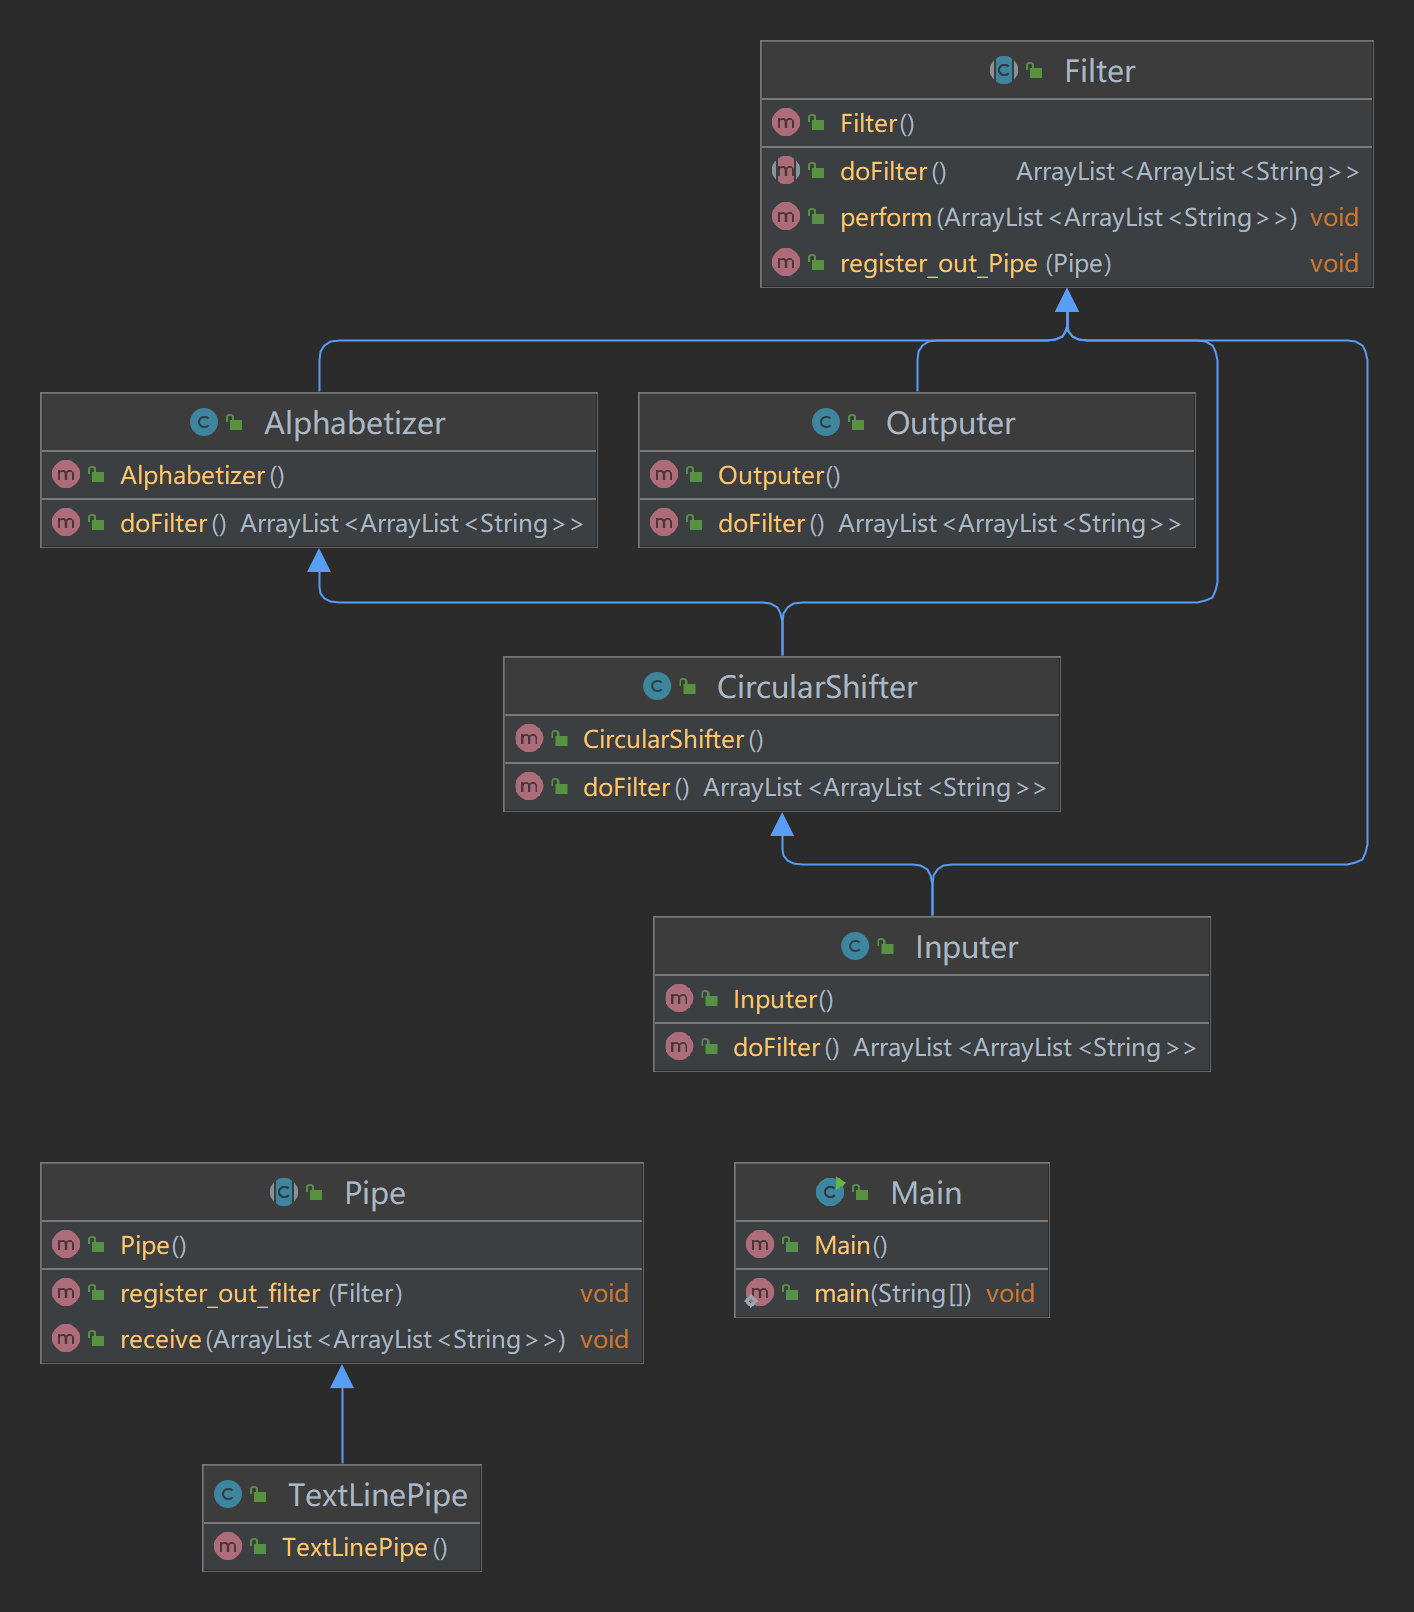 Filter
Filter()
doFilter() ArrayList<ArrayList<String>>
perform(ArrayList<ArrayList<String>>) void
register_out_Pipe(Pipe) void
Alphabetizer
Alphabetizer()
doFilter() ArrayList<ArrayList<String>>
Outputer
Outputer()
doFilter() ArrayList<ArrayList<String>>
CircularShifter
CircularShifter()
doFilter() ArrayList<ArrayList<String>>
Inputer
Inputer()
doFilter() ArrayList<ArrayList<String>>
Pipe
Pipe()
register_out_filter(Filter) void
receive(ArrayList<ArrayList<String>>) void
Main
Main()
main(String[]) void
TextLinePipe
TextLinePipe()